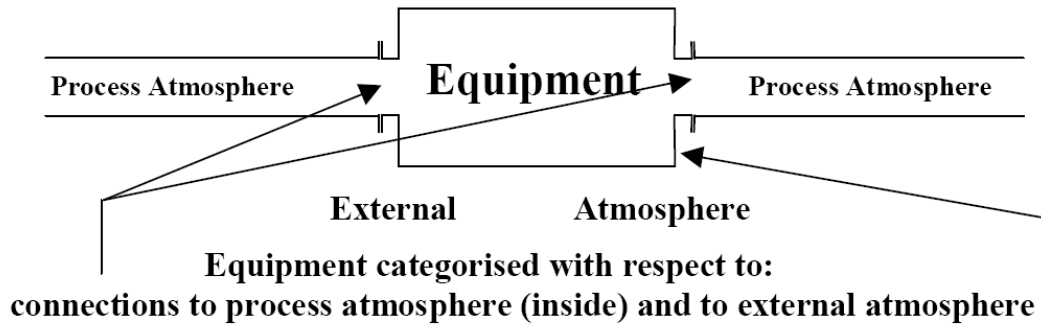 Process Atmosphere
Equipment
Process Atmosphere
External
Atmosphere
Equipment categorised with respect to:
connections to process atmosphere (inside) and to external atmosphere